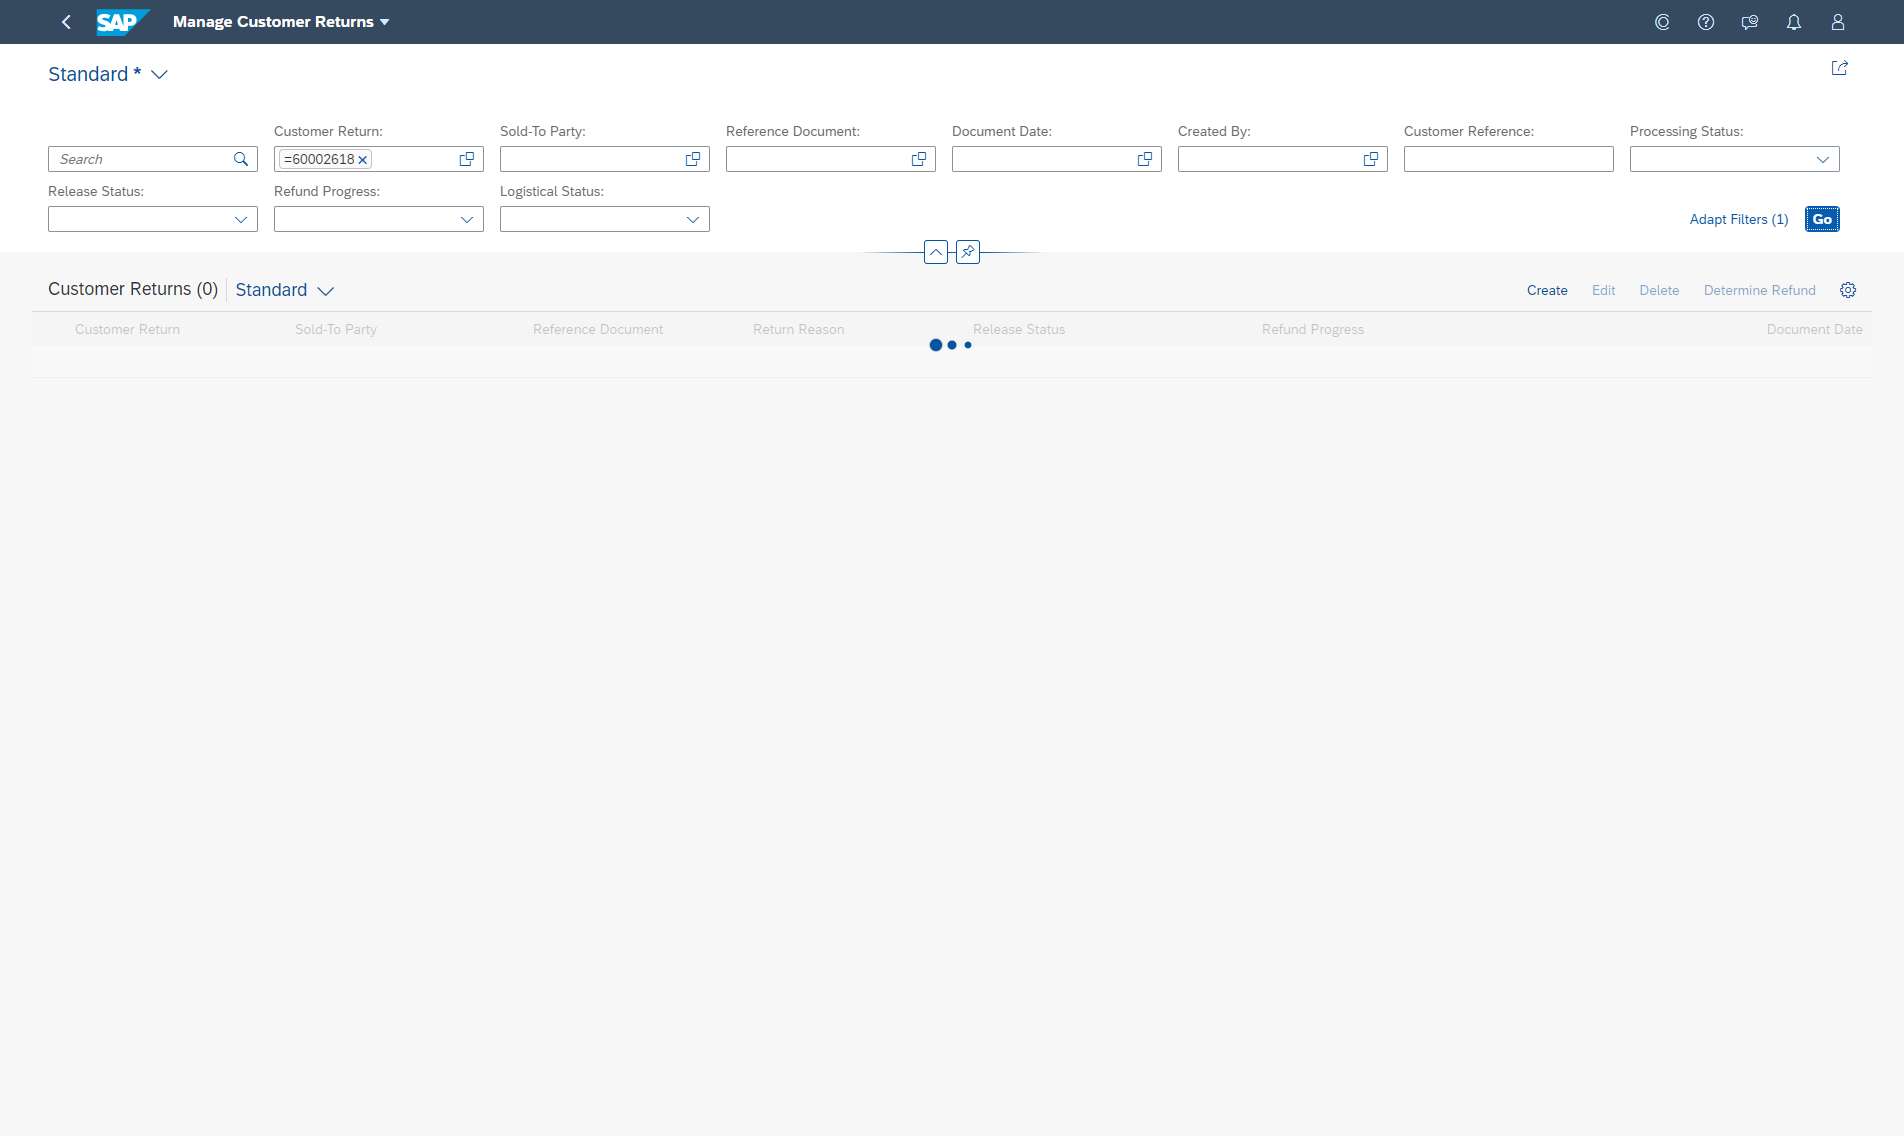 SAP Manage Customer Returns
Standard *
Customer Return: Sold-To Party: Reference Document: Document Date: Created By: Customer Reference: Processing Status:
Search =60002618
Release Status: Refund Progress: Logistical Status:
Adapt Filters (1) Go
Customer Returns (0) Standard Create Edit Delete Determine Refund
Customer Return Sold-To Party Reference Document Return Reason Release Status Refund Progress Document Date